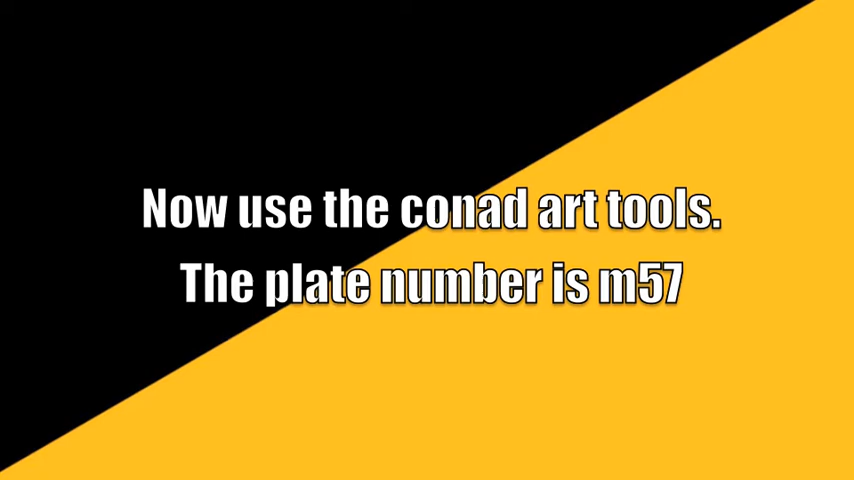 Now use the conad art tools.
The plate number is m57